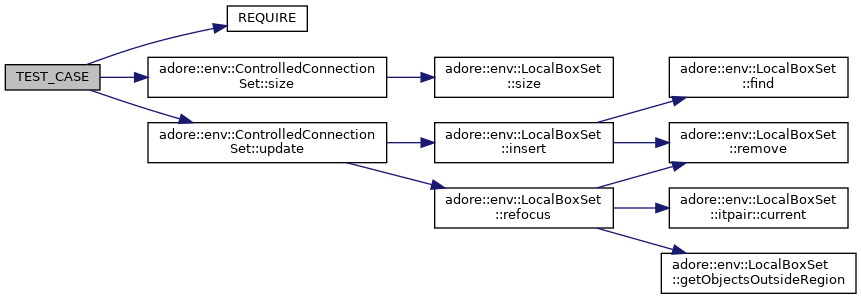 REQUIRE
TEST_CASE
adore::env::ControlledConnection
Set::size
adore::env::LocalBoxSet
::size
adore::env::LocalBoxSet
::find
adore::env::ControlledConnection
Set::update
adore::env::LocalBoxSet
::insert
adore::env::LocalBoxSet
::remove
adore::env::LocalBoxSet
::refocus
adore::env::LocalBoxSet
::itpair::current
adore::env::LocalBoxSet
::getObjectsOutsideRegion